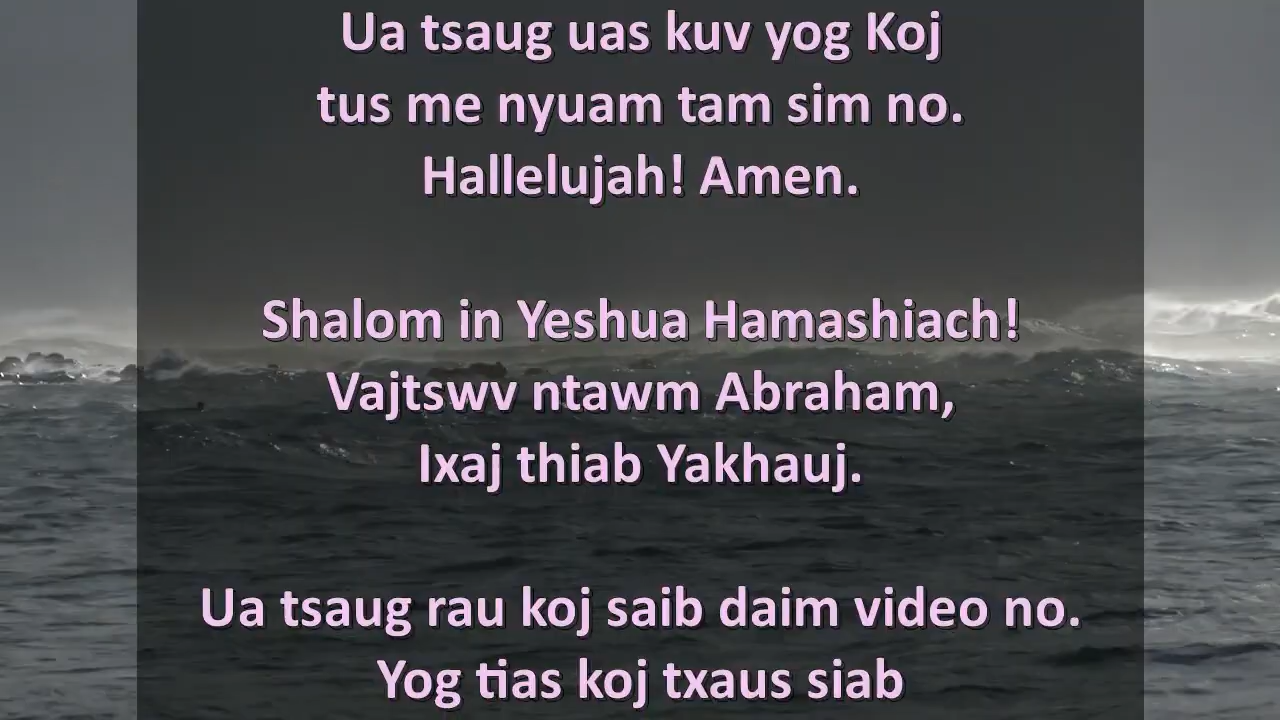 Ua tsaug uas kuv yog Koj
tus me nyuam tam sim no.
Hallelujah! Amen.
Shalom in Yeshua Hamashiach!
Vajtswv ntawm Abraham,
Ixaj thiab Yakhauj.
Ua tsaug rau koj saib daim video no.
Yog tias koj txaus siab